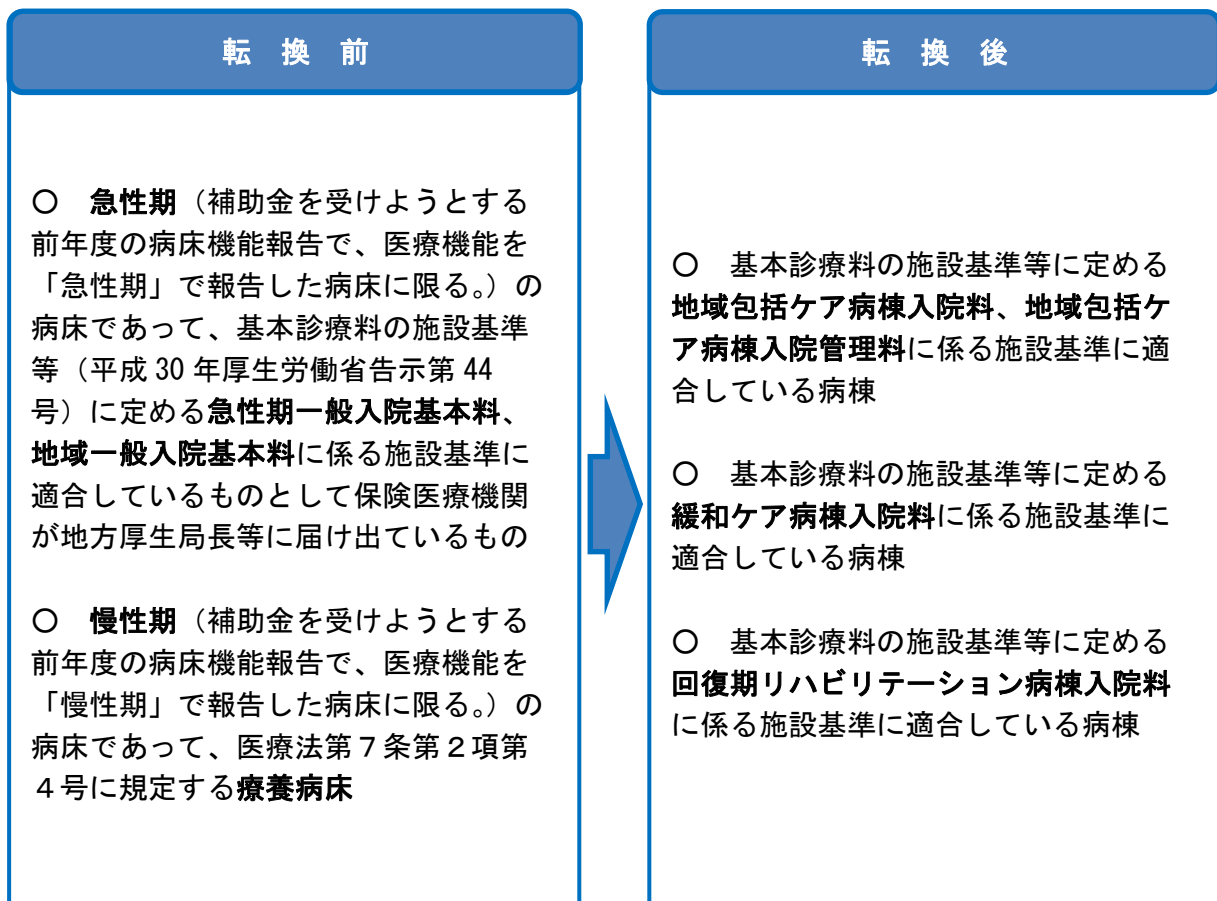 転 換 前
○ 急性期（補助金を受けようとする
前年度の病床機能報告で、医療機能を
「急性期」で報告した病床に限る。）の
病床であって、基本診療料の施設基準
等（平成 30 年厚生労働省告示第 44
号）に定める急性期一般入院基本料、
地域一般入院基本料に係る施設基準に
適合しているものとして保険医療機関
が地方厚生局長等に届け出ているもの
○ 慢性期（補助金を受けようとする
前年度の病床機能報告で、医療機能を
「慢性期」で報告した病床に限る。）の
病床であって、医療法第７条第２項第
４号に規定する療養病床
転 換 後
○ 基本診療料の施設基準等に定める
地域包括ケア病棟入院料、地域包括ケ
ア病棟入院管理料に係る施設基準に適
合している病棟
○ 基本診療料の施設基準等に定める
緩和ケア病棟入院料に係る施設基準に
適合している病棟
○ 基本診療料の施設基準等に定める
回復期リハビリテーション病棟入院料
に係る施設基準に適合している病棟